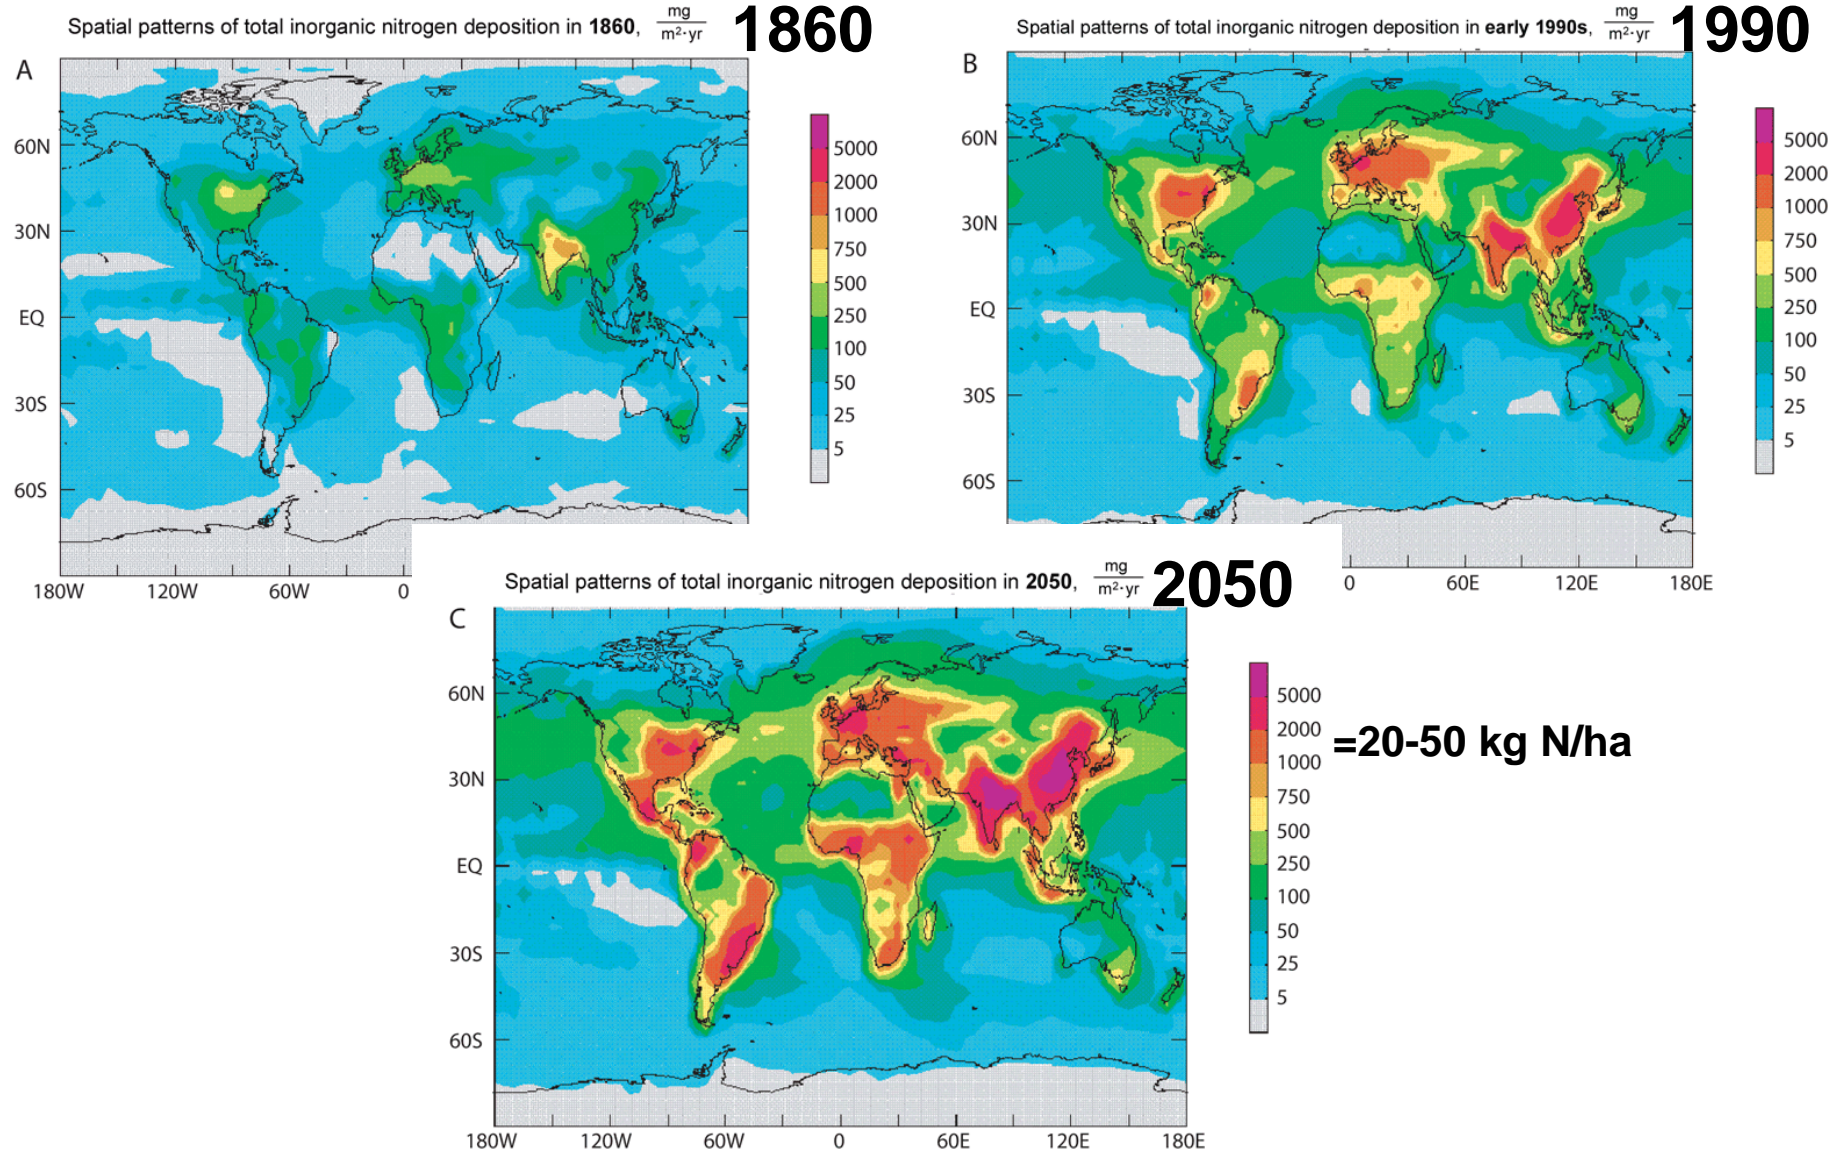 Spatial patterns of total inorganic nitrogen deposition in 1860, mg/m²·yr 1860
A
60N
30N
EQ
30S
60S
180W 120W 60W 0
5000
2000
1000
750
500
250
100
50
25
5
Spatial patterns of total inorganic nitrogen deposition in early 1990s, mg/m²·yr 1990
B
60N
30N
EQ
30S
60S
0 60E 120E 180E
5000
2000
1000
750
500
250
100
50
25
5
Spatial patterns of total inorganic nitrogen deposition in 2050, mg/m²·yr 2050
C
60N
30N
EQ
30S
60S
180W 120W 60W 0 60E 120E 180E
5000
2000
1000
750
500
250
100
50
25
5
=20-50 kg N/ha